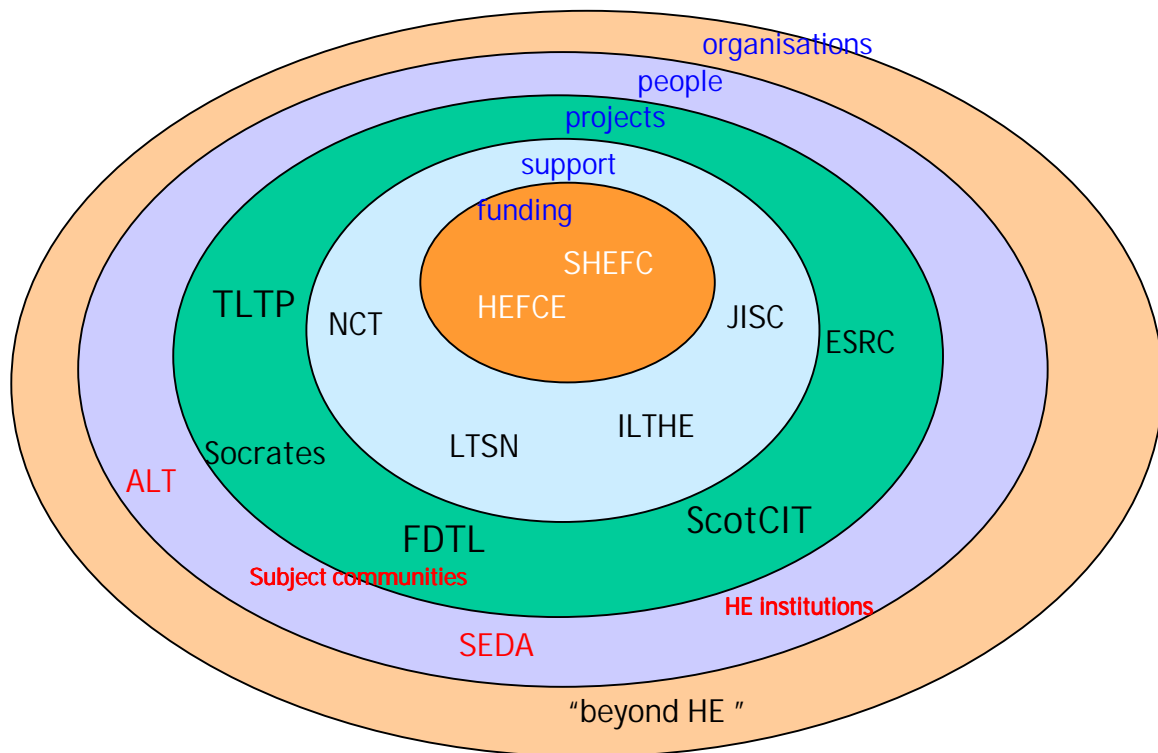 organisations
people
projects
support
funding
SHEFC
HEFCE
TLTP
NCT
JISC
ESRC
ILTHE
LTSN
Socrates
ALT
ScotCIT
FDTL
Subject communities
HE institutions
SEDA
“beyond HE ”